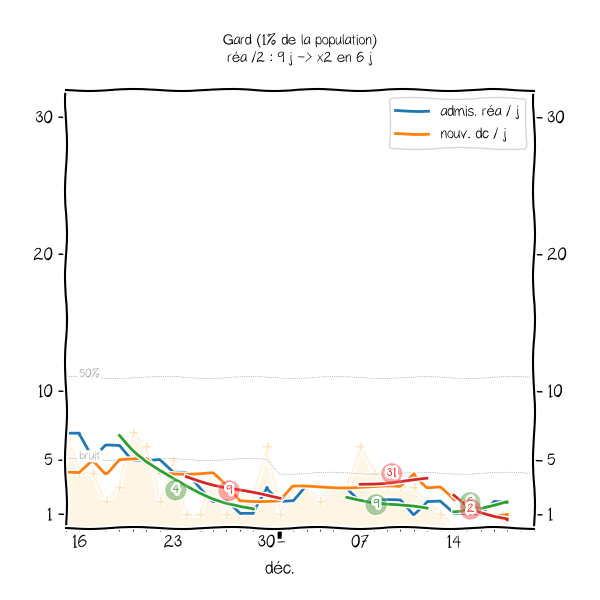 Gard (1% de la population)
réa /2 : 9 j -> x2 en 6 j
admis. réa / j
nouv. dc / j
30 30
20 20
50%
10 10
bruit
5 5
31
4 9 9 2
1 1
16 23 30 07 14
déc.